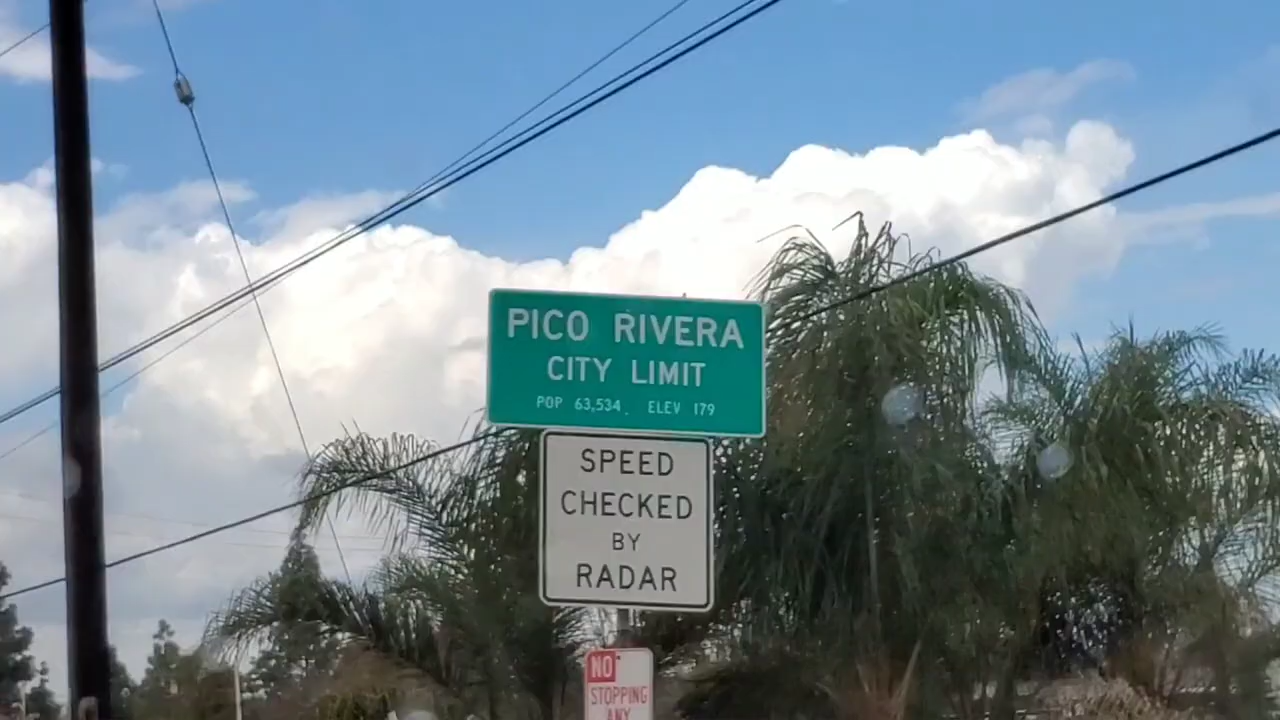 PICO RIVERA
CITY LIMIT
POP 63,534 ELEV 179
SPEED
CHECKED
BY
RADAR
NO
STOPPING
ANY